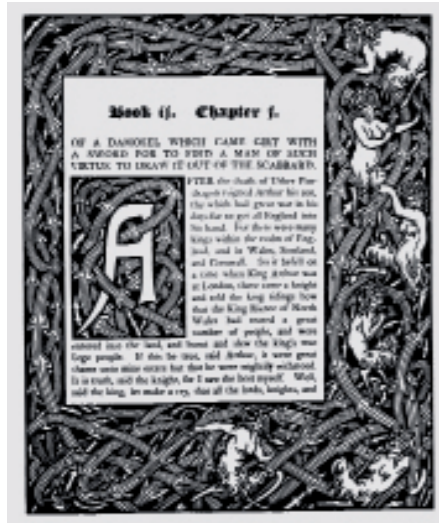 Book ii. Chapter i.
OF A DAMOSEL WHICH CAME GIRT WITH
A SWORD FOR TO FIND A MAN OF SUCH
VIRTUE TO DRAW IT OUT OF THE SCABBARD.
AFTER the death of Uther Pen-
dragon reigned Arthur his son,
the which had great war in his
days for to get all England into
his hand. For there were many
kings within the realm of Eng-
land, and in Wales, Scotland,
and Cornwall. So it befell on
a time when King Arthur was
at London, there came a knight
and told the king tidings how
that the King Rience of North
Wales had reared a great
number of people, and were
entered into the land, and burnt and slew the king's true
liege people. If this be true, said Arthur, it were great
shame unto mine estate but that he were mightily withstood.
It is truth, said the knight, for I saw the host myself. Well,
said the king, let make a cry, that all the lords, knights, and